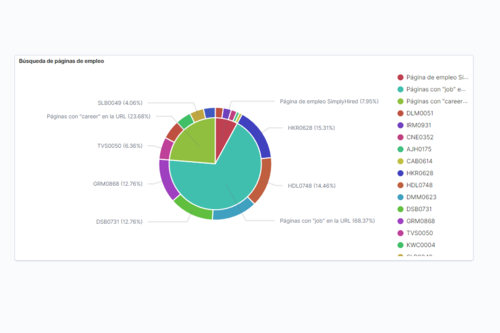 Búsqueda de páginas de empleo
SLB0049 (4.06%)
Páginas con "career" en la URL (23.68%)
TVS0050 (6.36%)
GRM0868 (12.76%)
DSB0731 (12.76%)
Página de empleo SimplyHired (7.95%)
HKR0628 (15.31%)
HDL0748 (14.46%)
Páginas con "job" en la URL (68.37%)
Página de empleo Si...
Páginas con "job" e...
Páginas con "career...
DLM0051
IRM0931
CNE0352
AJH0175
CAB0614
HKR0628
HDL0748
DMM0623
DSB0731
GRM0868
TVS0050
KWC0004